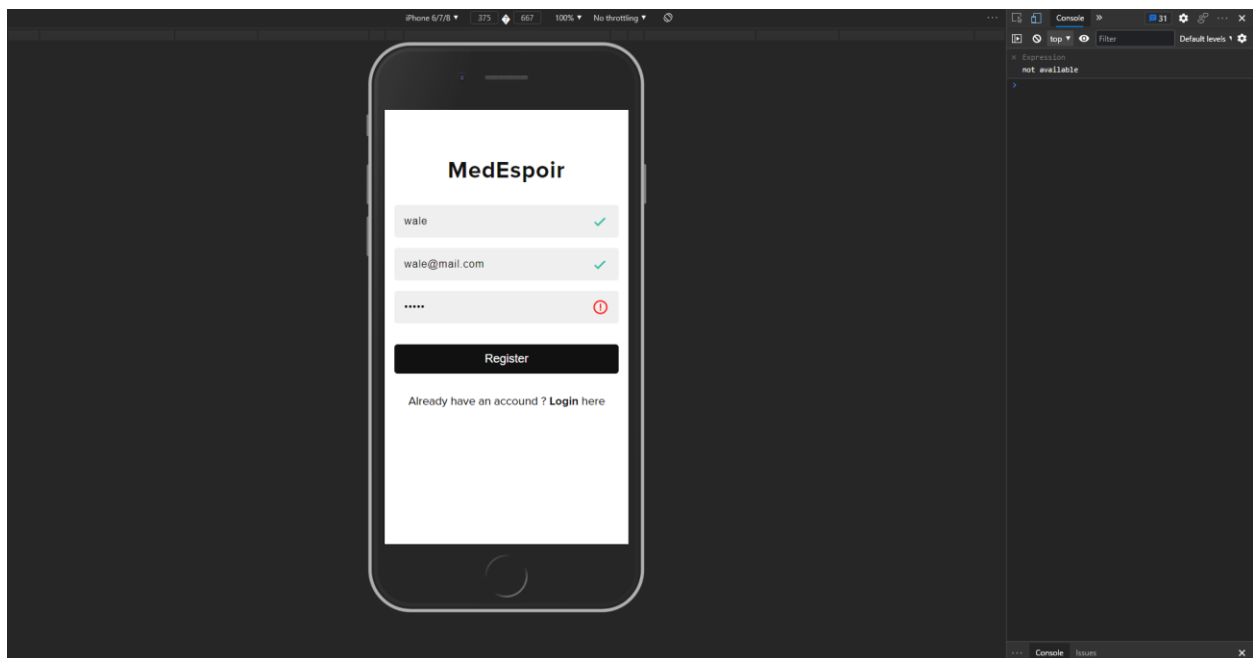 iPhone 6/7/8 ▼ 375 667 100% ▼ No throttling ▼ ···
Console » 31 ··· ×
top ▼ Filter Default levels
× Expression
not available
›
MedEspoir
wale
wale@mail.com
•••••
Register
Already have an accound ? Login here
··· Console Issues ×